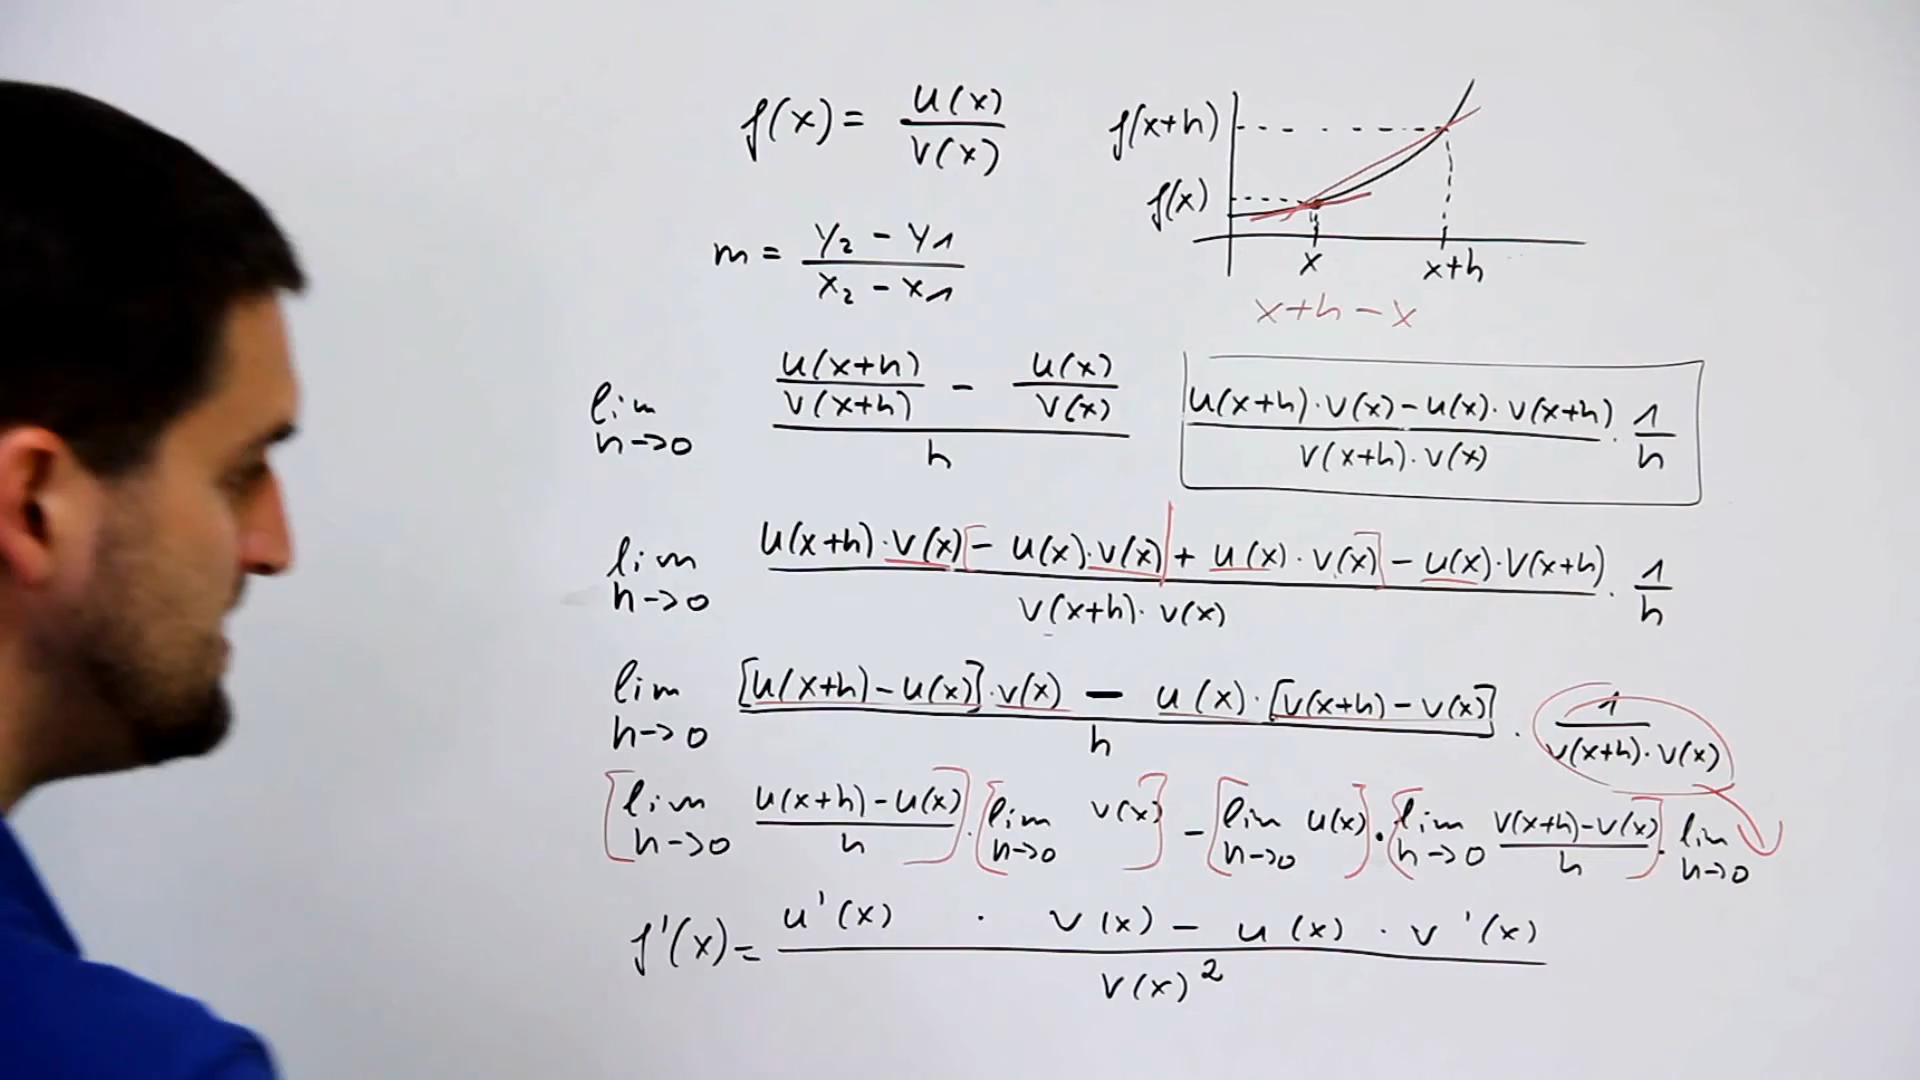 f(x) = u(x) / v(x)
f(x+h)
f(x)
x x+h
x+h-x
m = y₂ - y₁ / x₂ - x₁
lim h->0 u(x+h) / v(x+h) - u(x) / v(x) / h
u(x+h)·v(x) - u(x)·v(x+h) / v(x+h)·v(x) · 1/h
lim h->0 u(x+h)·v(x) - u(x)·v(x) + u(x)·v(x) - u(x)·v(x+h) / v(x+h)·v(x) · 1/h
lim h->0 [u(x+h)-u(x)]·v(x) - u(x)·[v(x+h)-v(x)] / h · 1 / v(x+h)·v(x)
[lim h->0 u(x+h)-u(x) / h]·[lim h->0 v(x)] - [lim h->0 u(x)]·[lim h->0 v(x+h)-v(x) / h]· lim h->0
f'(x) = u'(x) · v(x) - u(x) · v'(x) / v(x)²